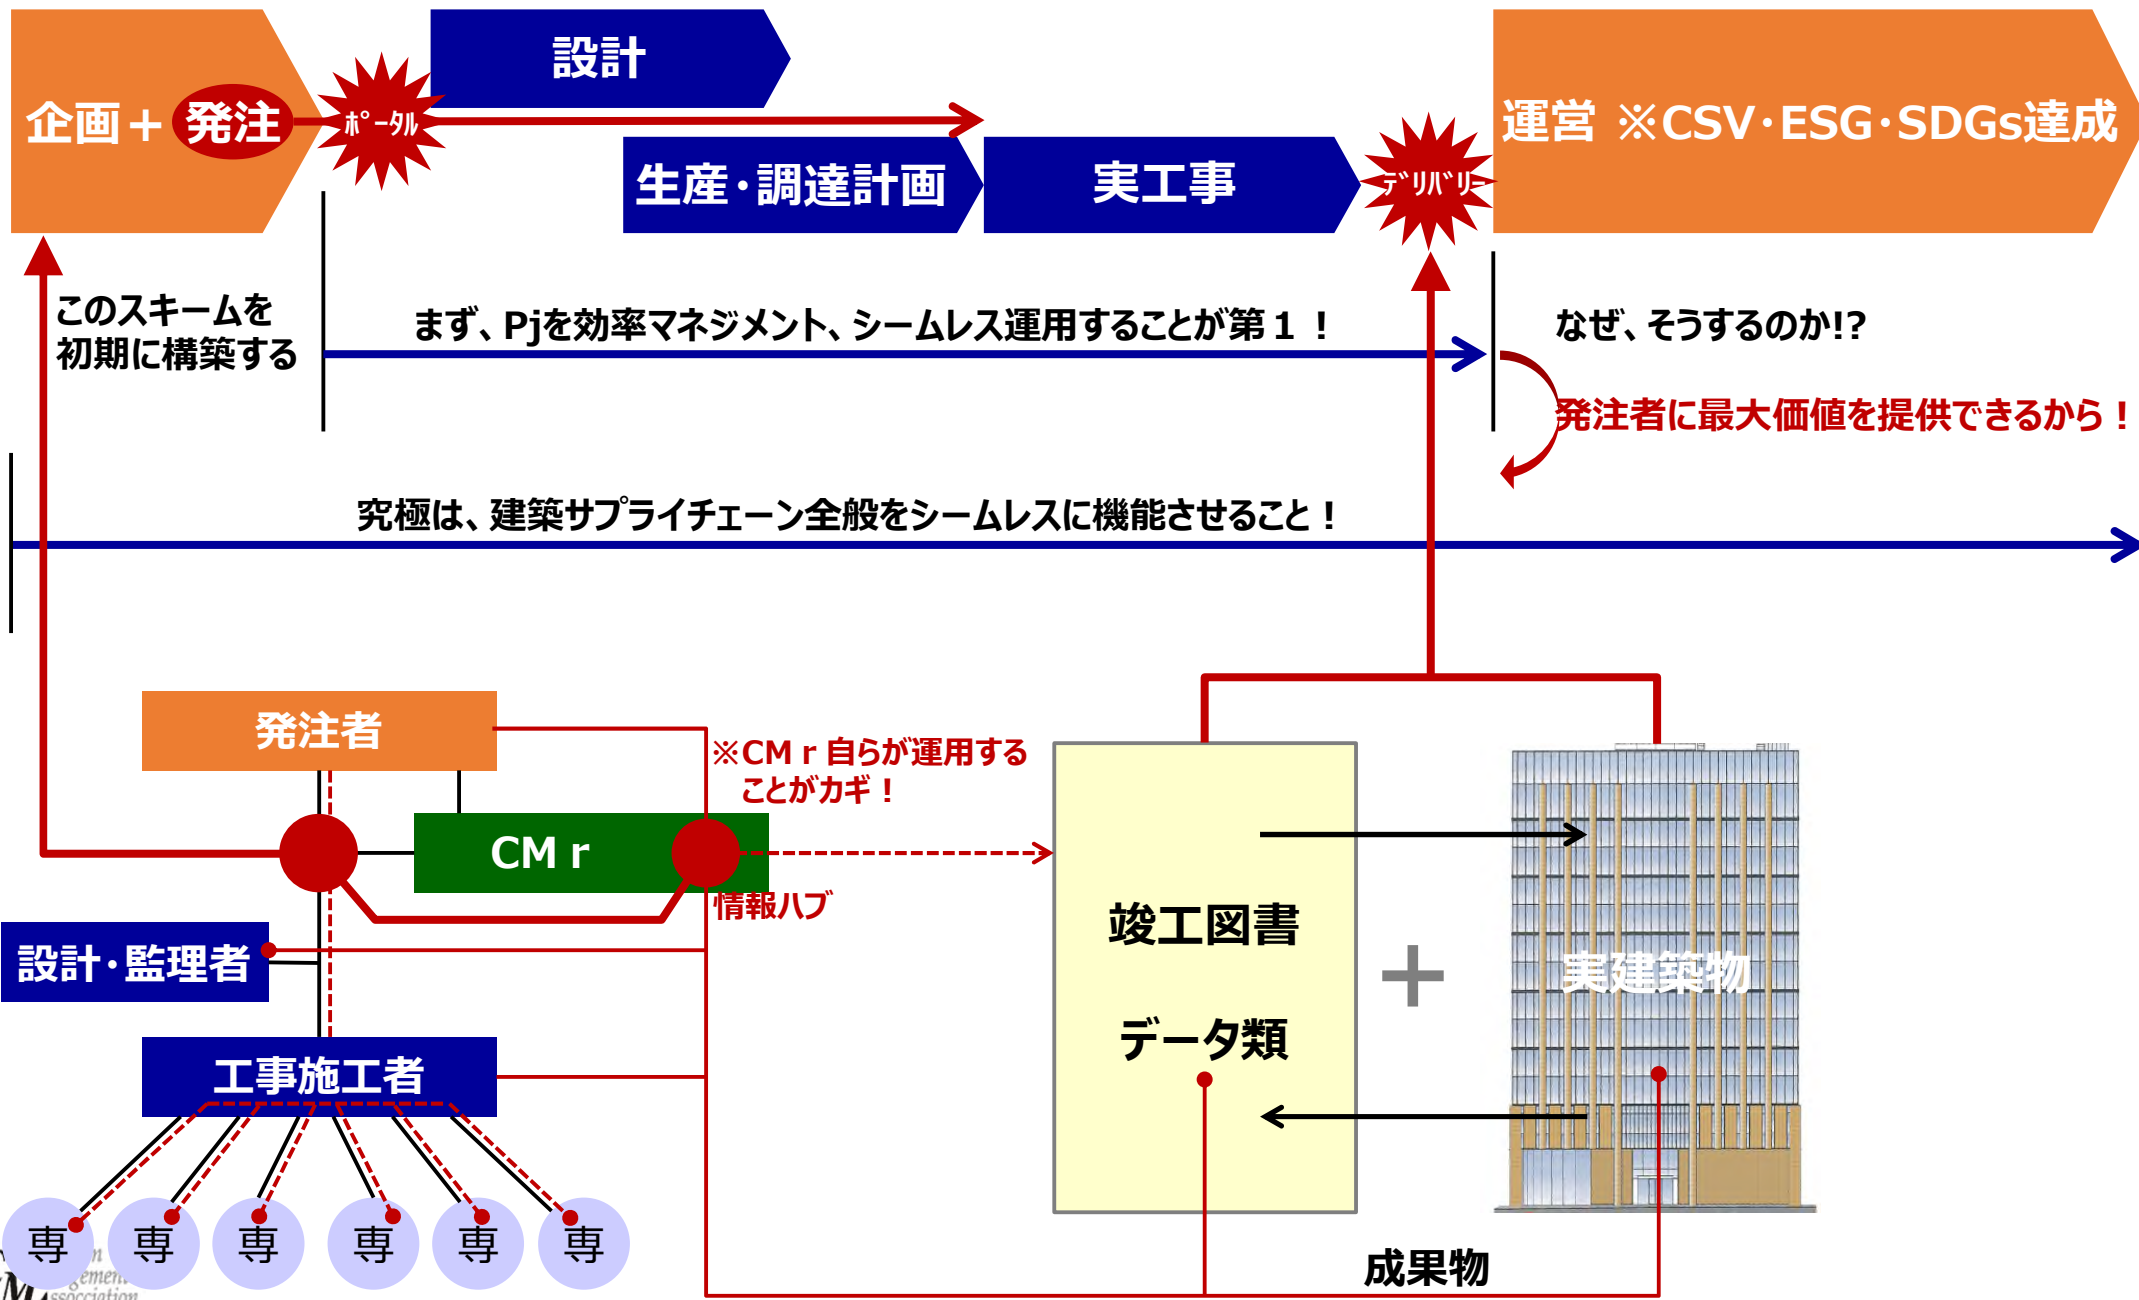 設計
企画+発注
ﾎﾟｰﾀﾙ
運営 ※CSV･ESG･SDGs達成
生産･調達計画
実工事
ﾃﾞﾘﾊﾞﾘｰ
このスキームを
初期に構築する
まず、Pjを効率マネジメント、シームレス運用することが第１！
なぜ、そうするのか!?
発注者に最大価値を提供できるから！
究極は、建築サプライチェーン全般をシームレスに機能させること！
発注者
※CMｒ自らが運用する
ことがカギ！
CMｒ
情報ハブ
設計･監理者
工事施工者
竣工図書
データ類
+
実建築物
専 専 専 専 専 専
成果物